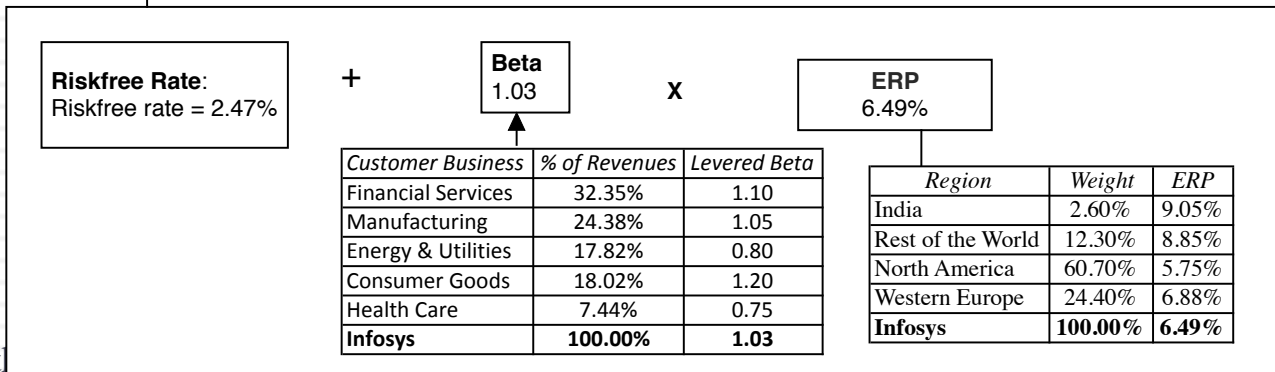 Riskfree Rate:
Riskfree rate = 2.47%
+
Beta
1.03
X
ERP
6.49%
Customer Business % of Revenues Levered Beta
Financial Services 32.35% 1.10
Manufacturing 24.38% 1.05
Energy & Utilities 17.82% 0.80
Consumer Goods 18.02% 1.20
Health Care 7.44% 0.75
Infosys 100.00% 1.03
Region Weight ERP
India 2.60% 9.05%
Rest of the World 12.30% 8.85%
North America 60.70% 5.75%
Western Europe 24.40% 6.88%
Infosys 100.00% 6.49%